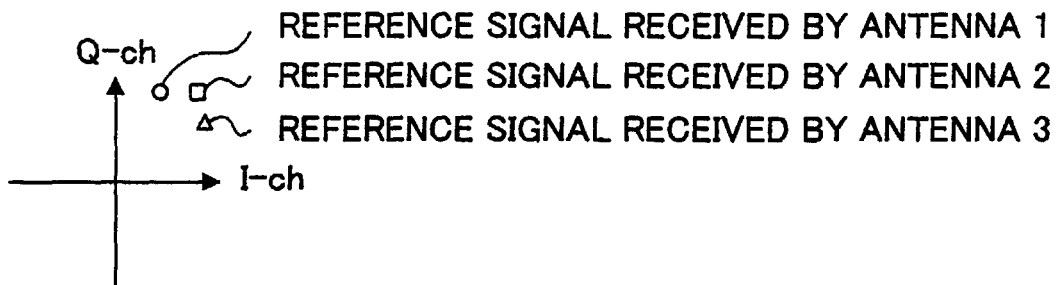 REFERENCE SIGNAL RECEIVED BY ANTENNA 1
Q-ch
REFERENCE SIGNAL RECEIVED BY ANTENNA 2
REFERENCE SIGNAL RECEIVED BY ANTENNA 3
I-ch